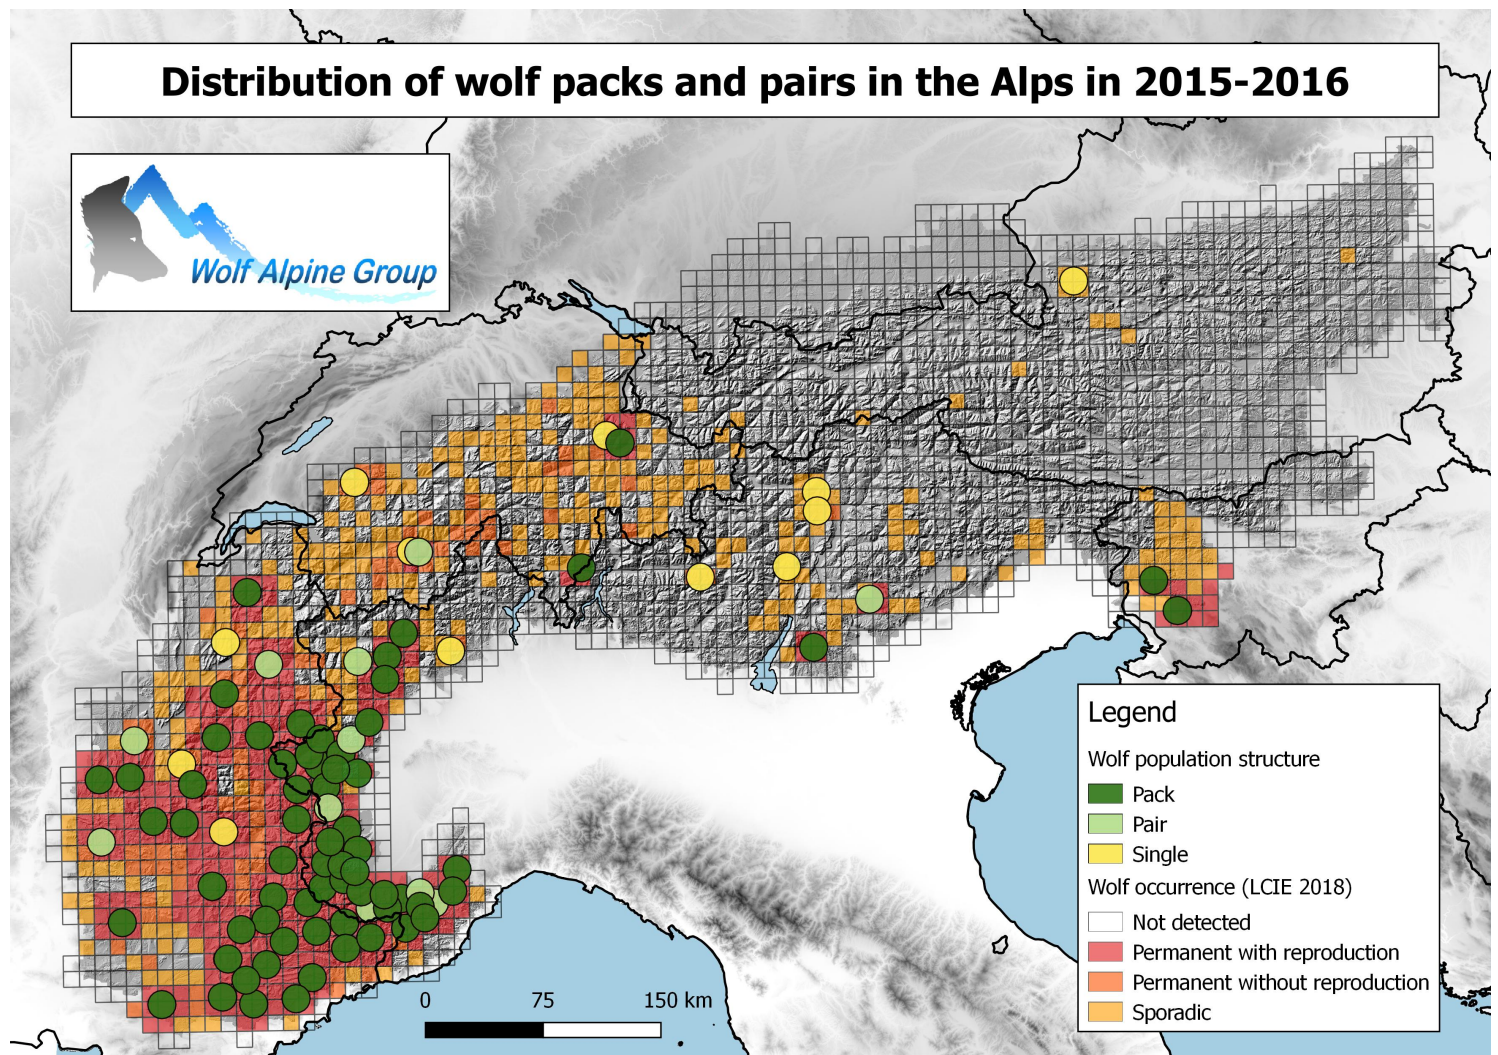 Distribution of wolf packs and pairs in the Alps in 2015-2016
Wolf Alpine Group
Legend
Wolf population structure
Pack
Pair
Single
Wolf occurrence (LCIE 2018)
Not detected
Permanent with reproduction
Permanent without reproduction
Sporadic
0 75 150 km